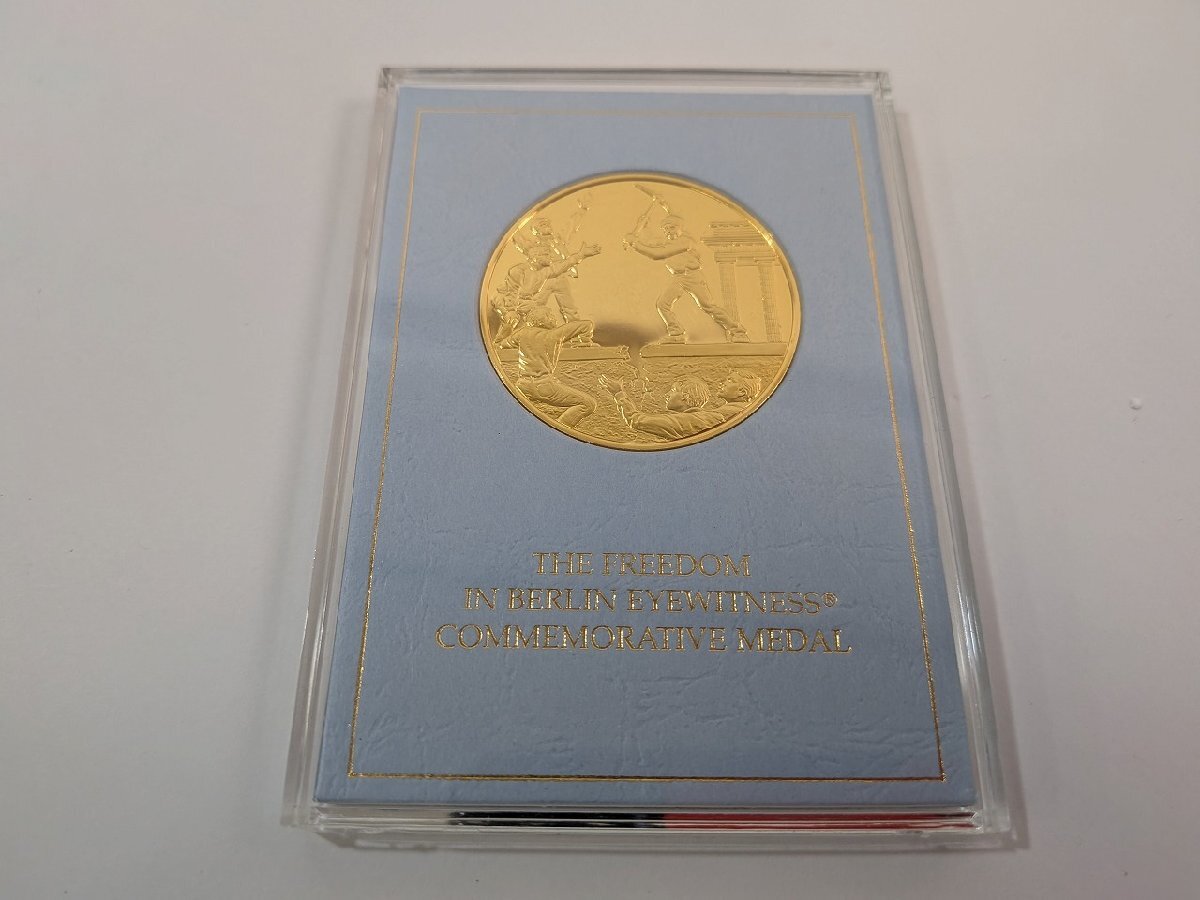 THE FREEDOM
IN BERLIN EYEWITNESS®
COMMEMORATIVE MEDAL